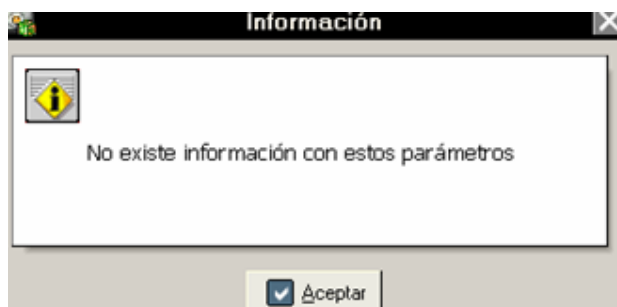 Información
No existe información con estos parámetros
Aceptar